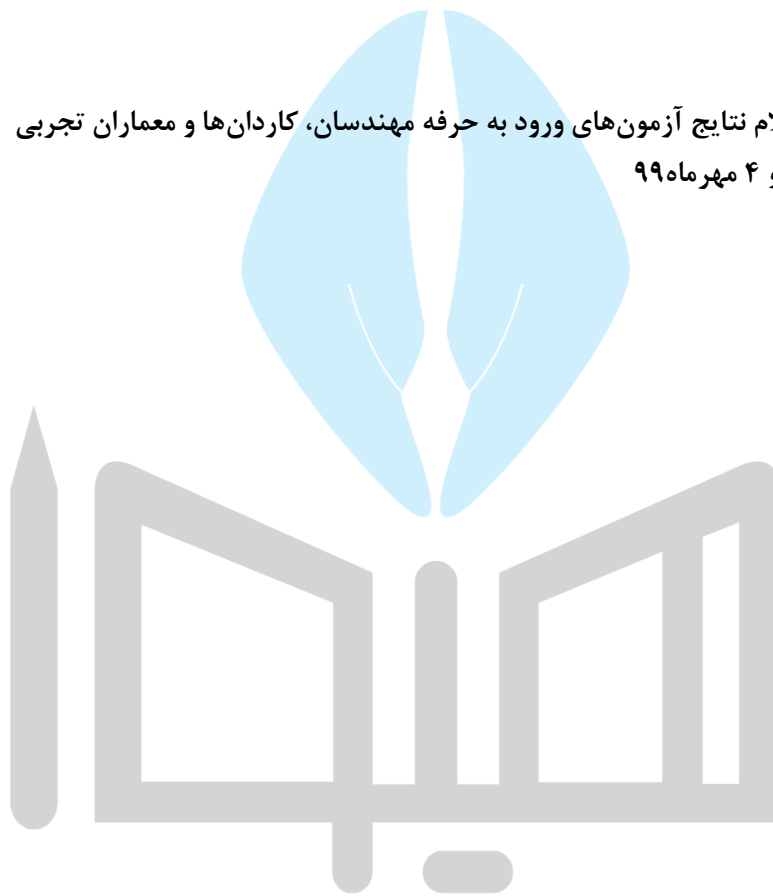 نتایج آزمون‌های ورود به حرفه مهندسان، کاردان‌ها و معماران تجربی
۴ مهرماه۹۹